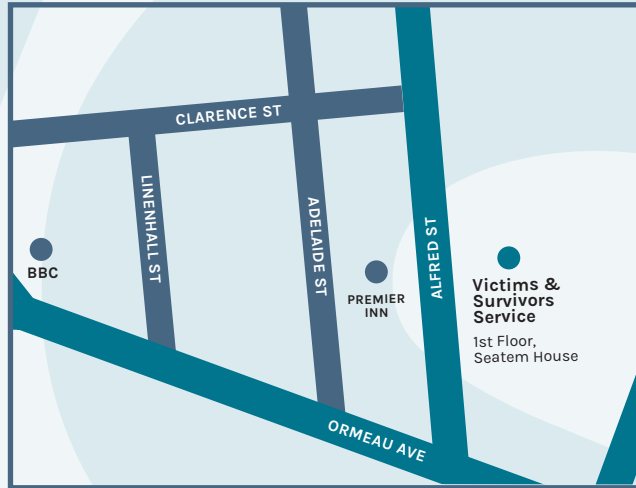 CLARENCE ST
LINENHALL ST
ADELAIDE ST
ALFRED ST
BBC
PREMIER
INN
Victims &
Survivors
Service
1st Floor,
Seatem House
ORMEAU AVE